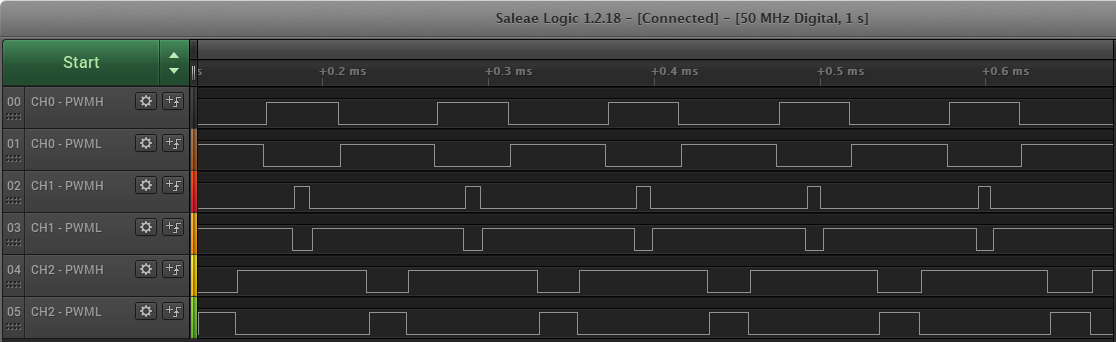 Saleae Logic 1.2.18 - [Connected] - [50 MHz Digital, 1 s]
Start
s +0.2 ms +0.3 ms +0.4 ms +0.5 ms +0.6 ms
00 CH0 - PWMH
01 CH0 - PWML
02 CH1 - PWMH
03 CH1 - PWML
04 CH2 - PWMH
05 CH2 - PWML